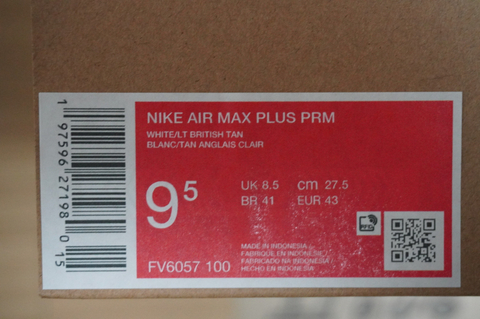 NIKE AIR MAX PLUS PRM
WHITE/LT BRITISH TAN
BLANC/TAN ANGLAIS CLAIR
9.5
UK 8.5 cm 27.5
BR 41 EUR 43
MADE IN INDONESIA
FABRIQUE EN INDONESIE
FABRICADO NA INDONESIA
HECHO EN INDONESIA
FV6057 100
1 97596 27198 0 15